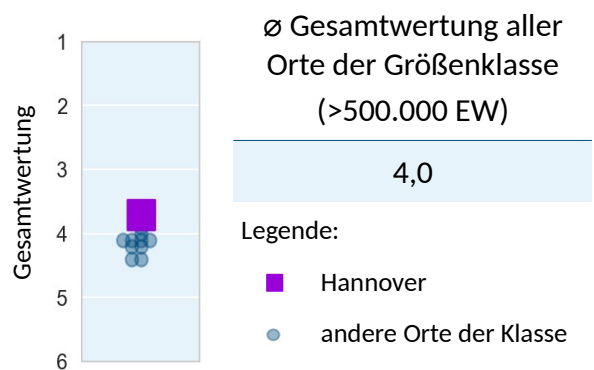 Gesamtwertung
1
2
3
4
5
6
⌀ Gesamtwertung aller
Orte der Größenklasse
(>500.000 EW)
4,0
Legende:
Hannover
andere Orte der Klasse